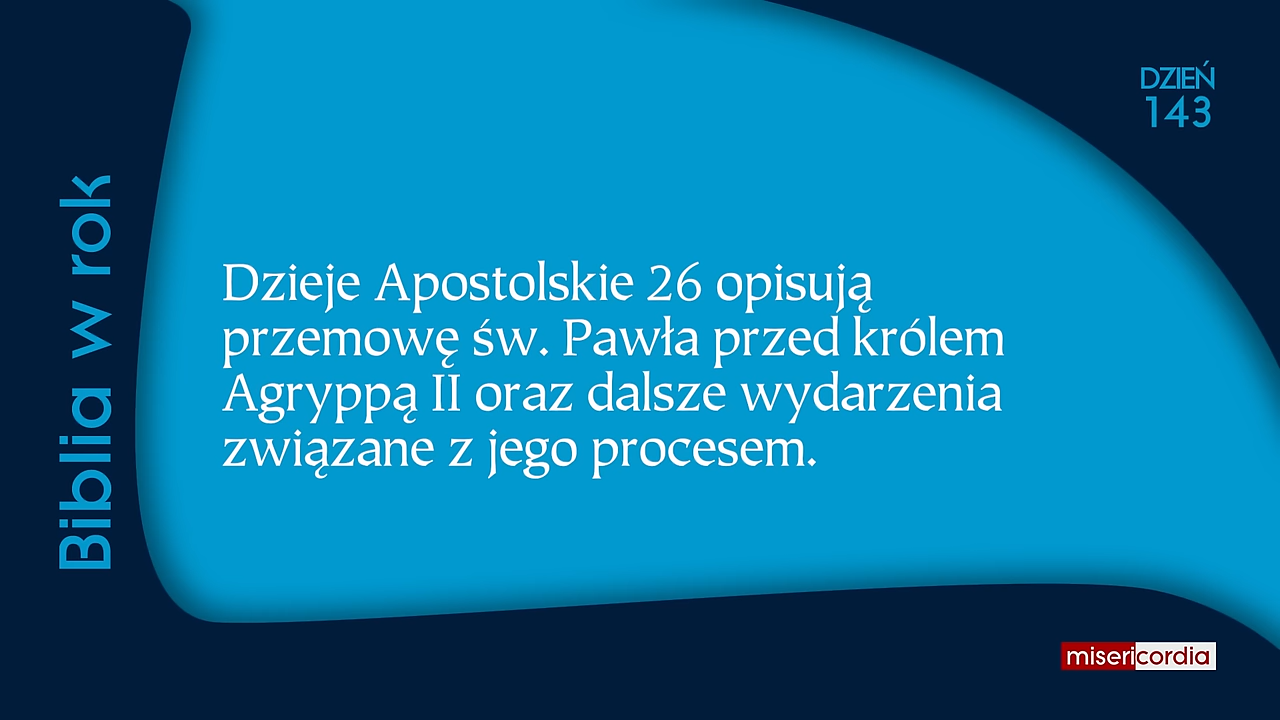 Biblia w rok
DZIEŃ
143
Dzieje Apostolskie 26 opisują
przemowę św. Pawła przed królem
Agryppą II oraz dalsze wydarzenia
związane z jego procesem.
misericordia